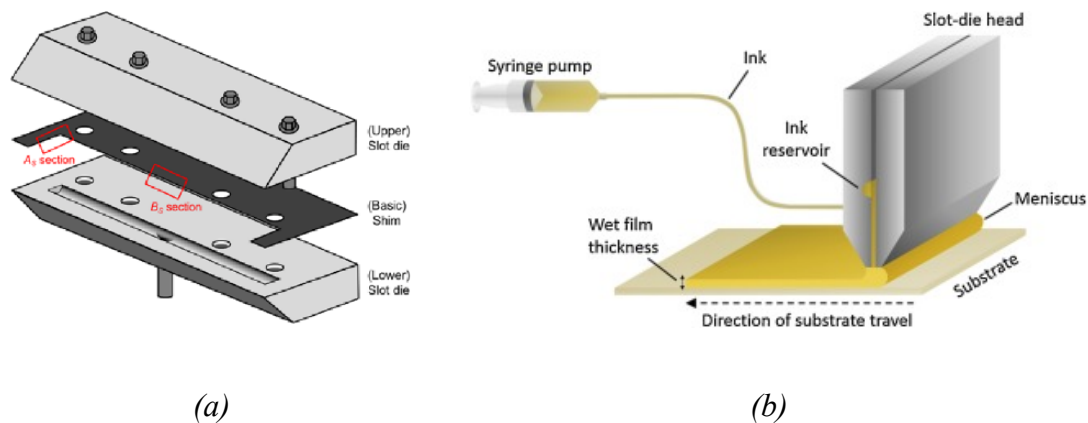 (Upper)
Slot die
A_S section
B_S section
(Basic)
Shim
(Lower)
Slot die
(a)
Slot-die head
Syringe pump
Ink
Ink
reservoir
Meniscus
Wet film
thickness
Substrate
Direction of substrate travel
(b)